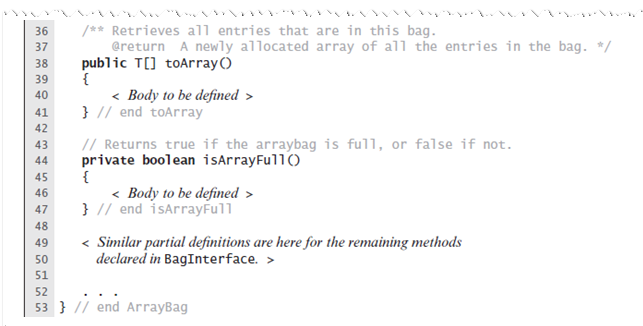 36 /** Retrieves all entries that are in this bag.
37 @return A newly allocated array of all the entries in the bag. */
38 public T[] toArray()
39 {
40 < Body to be defined >
41 } // end toArray
42
43 // Returns true if the arraybag is full, or false if not.
44 private boolean isArrayFull()
45 {
46 < Body to be defined >
47 } // end isArrayFull
48
49 < Similar partial definitions are here for the remaining methods
50 declared in BagInterface. >
51
52 . . .
53 } // end ArrayBag